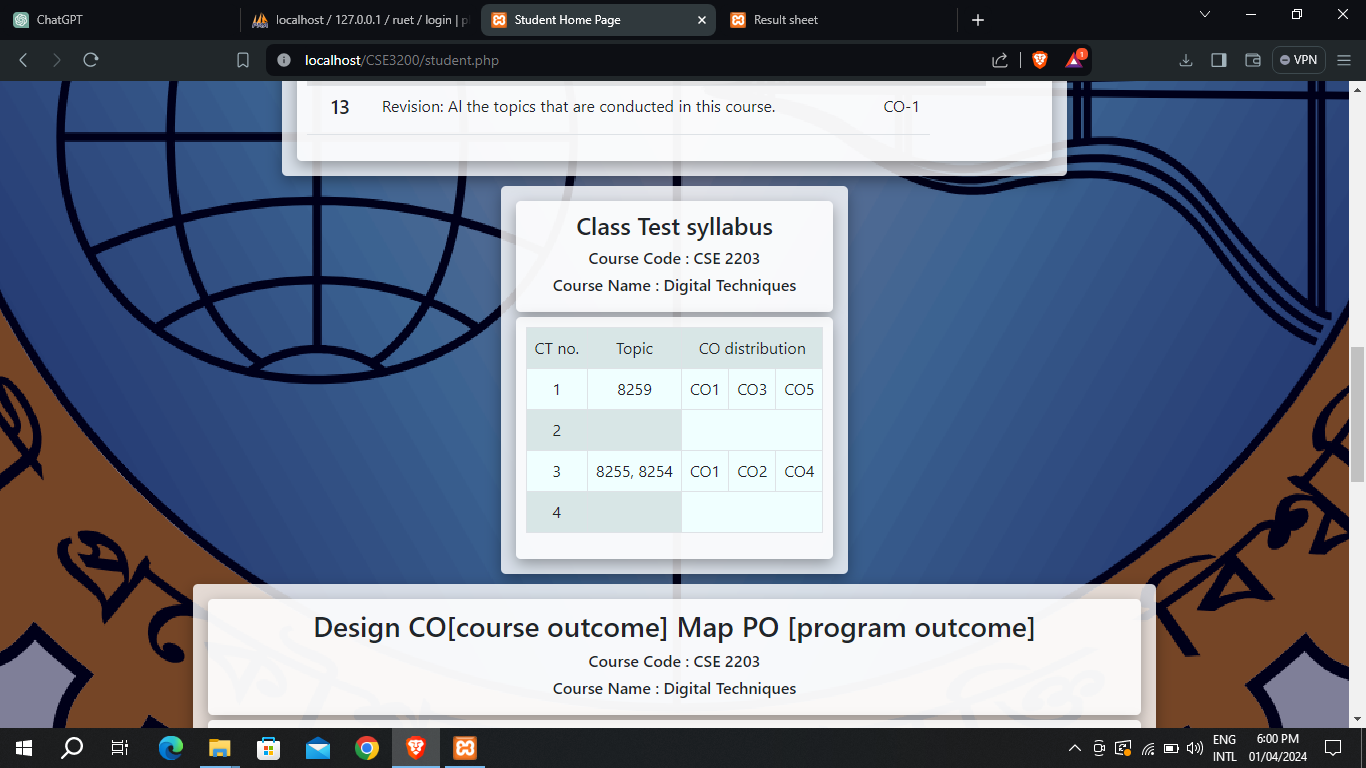 ChatGPT
localhost / 127.0.0.1 / ruet / login | p
Student Home Page
Result sheet
localhost/CSE3200/student.php
1
VPN
13 Revision: Al the topics that are conducted in this course. CO-1
Class Test syllabus
Course Code : CSE 2203
Course Name : Digital Techniques
CT no. Topic CO distribution
1 8259 CO1 CO3 CO5
2
3 8255, 8254 CO1 CO2 CO4
4
Design CO[course outcome] Map PO [program outcome]
Course Code : CSE 2203
Course Name : Digital Techniques
ENG
INTL
6:00 PM
01/04/2024